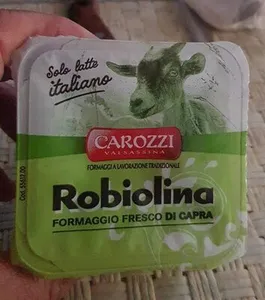 Solo latte
italiano
CAROZZI
VALSASSINA
FORMAGGI A LAVORAZIONE TRADIZIONALE
Robiolina
FORMAGGIO FRESCO DI CAPRA